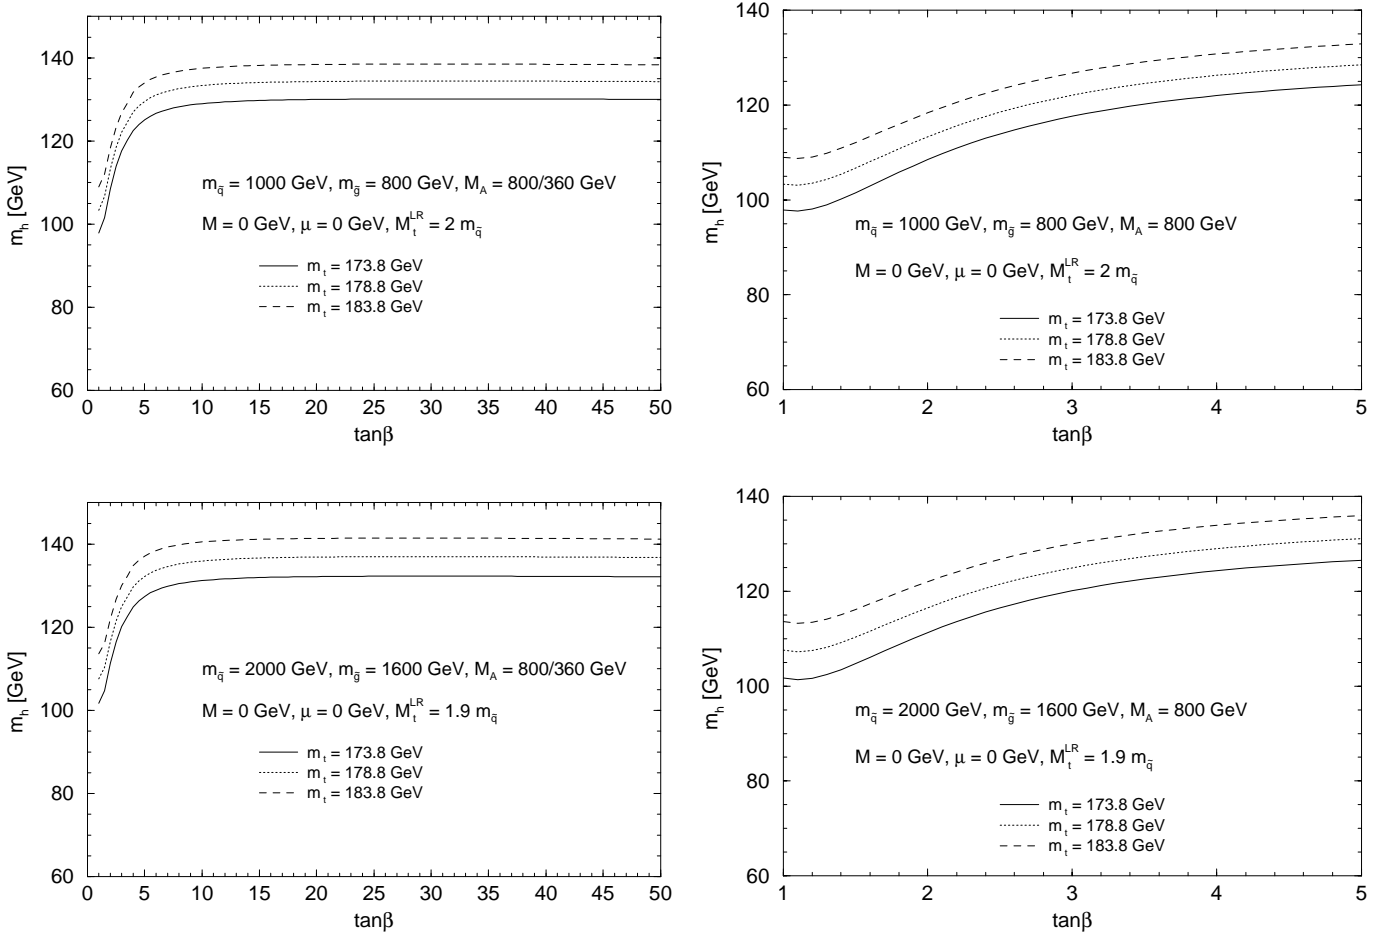 140
120
100
80
60
m_h [GeV]
m_q̃ = 1000 GeV, m_g̃ = 800 GeV, M_A = 800/360 GeV
M = 0 GeV, μ = 0 GeV, M_t^LR = 2 m_q̃
m_t = 173.8 GeV
m_t = 178.8 GeV
m_t = 183.8 GeV
0 5 10 15 20 25 30 35 40 45 50
tanβ
140
120
100
80
60
m_h [GeV]
m_q̃ = 1000 GeV, m_g̃ = 800 GeV, M_A = 800 GeV
M = 0 GeV, μ = 0 GeV, M_t^LR = 2 m_q̃
m_t = 173.8 GeV
m_t = 178.8 GeV
m_t = 183.8 GeV
1 2 3 4 5
tanβ
140
120
100
80
60
m_h [GeV]
m_q̃ = 2000 GeV, m_g̃ = 1600 GeV, M_A = 800/360 GeV
M = 0 GeV, μ = 0 GeV, M_t^LR = 1.9 m_q̃
m_t = 173.8 GeV
m_t = 178.8 GeV
m_t = 183.8 GeV
0 5 10 15 20 25 30 35 40 45 50
tanβ
140
120
100
80
60
m_h [GeV]
m_q̃ = 2000 GeV, m_g̃ = 1600 GeV, M_A = 800 GeV
M = 0 GeV, μ = 0 GeV, M_t^LR = 1.9 m_q̃
m_t = 173.8 GeV
m_t = 178.8 GeV
m_t = 183.8 GeV
1 2 3 4 5
tanβ